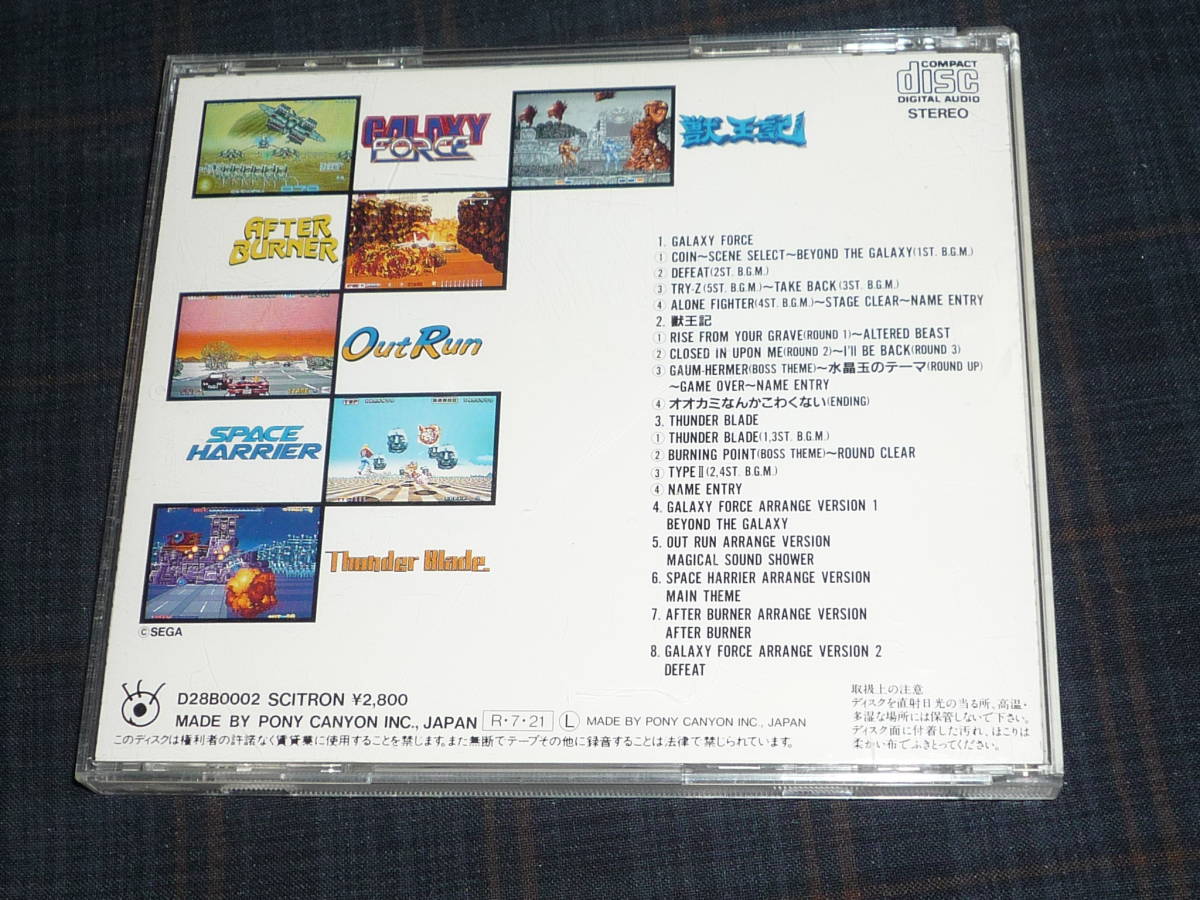 COMPACT
disc
DIGITAL AUDIO
STEREO
GALAXY
FORCE
獣王記
AFTER
BURNER
OutRun
SPACE
HARRIER
Thunder Blade
©SEGA
1. GALAXY FORCE
① COIN〜SCENE SELECT〜BEYOND THE GALAXY(1ST. B.G.M.)
② DEFEAT(2ST. B.G.M.)
③ TRY-Z(5ST. B.G.M.)〜TAKE BACK(3ST. B.G.M.)
④ ALONE FIGHTER(4ST. B.G.M.)〜STAGE CLEAR〜NAME ENTRY
2. 獣王記
① RISE FROM YOUR GRAVE(ROUND 1)〜ALTERED BEAST
② CLOSED IN UPON ME(ROUND 2)〜I'LL BE BACK(ROUND 3)
③ GAUM-HERMER(BOSS THEME)〜水晶玉のテーマ(ROUND UP)
〜GAME OVER〜NAME ENTRY
④ オオカミなんかこわくない(ENDING)
3. THUNDER BLADE
① THUNDER BLADE(1,3ST. B.G.M.)
② BURNING POINT(BOSS THEME)〜ROUND CLEAR
③ TYPEⅡ(2,4ST. B.G.M.)
④ NAME ENTRY
4. GALAXY FORCE ARRANGE VERSION 1
BEYOND THE GALAXY
5. OUT RUN ARRANGE VERSION
MAGICAL SOUND SHOWER
6. SPACE HARRIER ARRANGE VERSION
MAIN THEME
7. AFTER BURNER ARRANGE VERSION
AFTER BURNER
8. GALAXY FORCE ARRANGE VERSION 2
DEFEAT
D28B0002 SCITRON ¥2,800
MADE BY PONY CANYON INC., JAPAN R・7・21 Ⓛ MADE BY PONY CANYON INC., JAPAN
このディスクは権利者の許諾なく賃貸業に使用することを禁じます。また無断でテープその他に録音することは法律で禁じられています。
取扱上の注意
ディスクを直射日光の当る所、高温・
多湿な場所には保管しないで下さい。
ディスク面に付着した汚れ、ほこりは
柔かい布でふきとってください。